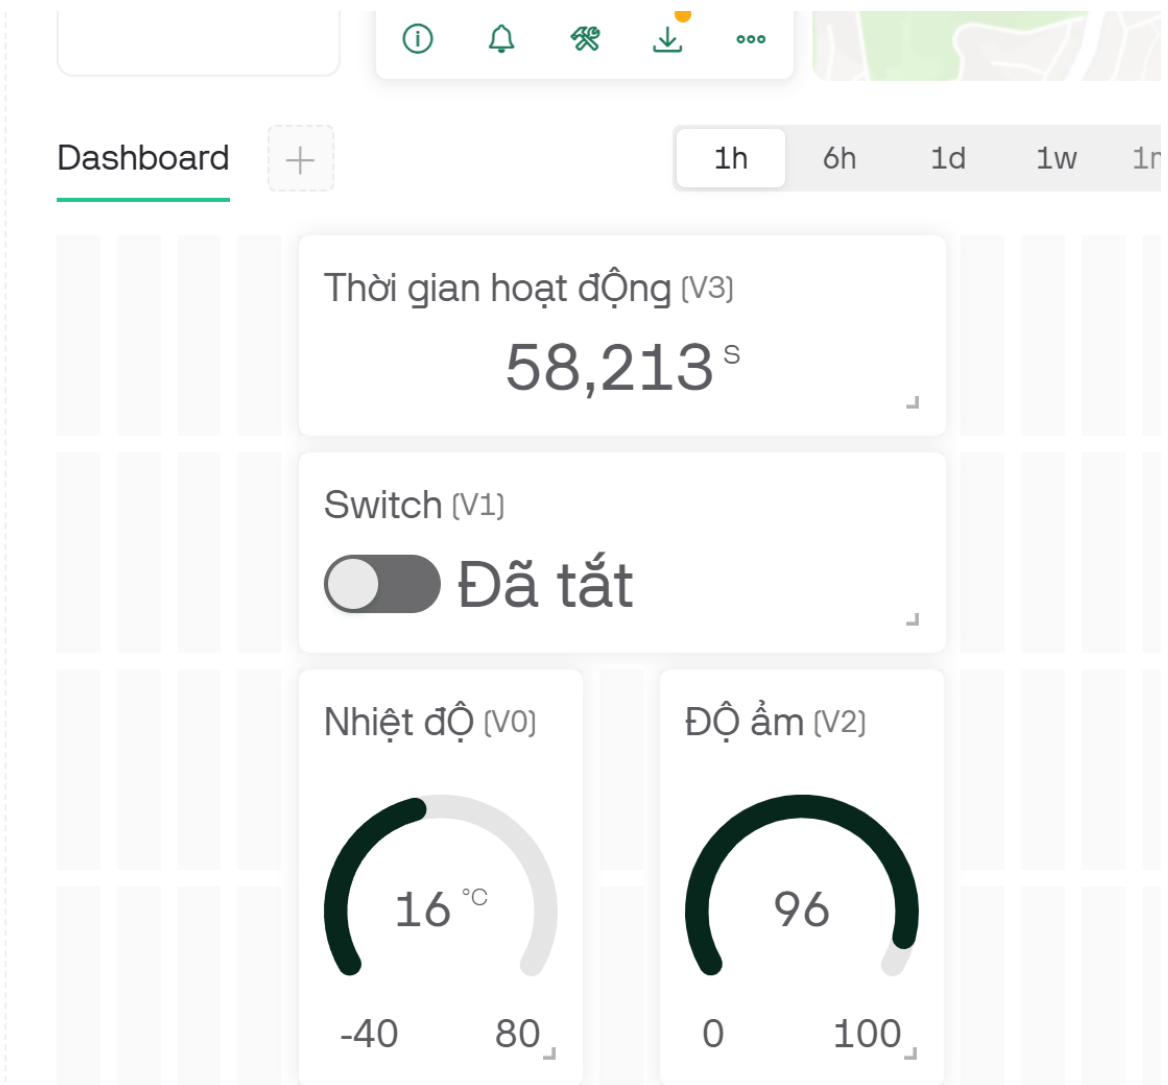 Dashboard
1h 6h 1d 1w
Thời gian hoạt đỘng (V3)
58,213 S
Switch (V1)
Đã tắt
Nhiệt đỘ (V0)
16 °C
-40 80
ĐỘ ẩm (V2)
96
0 100